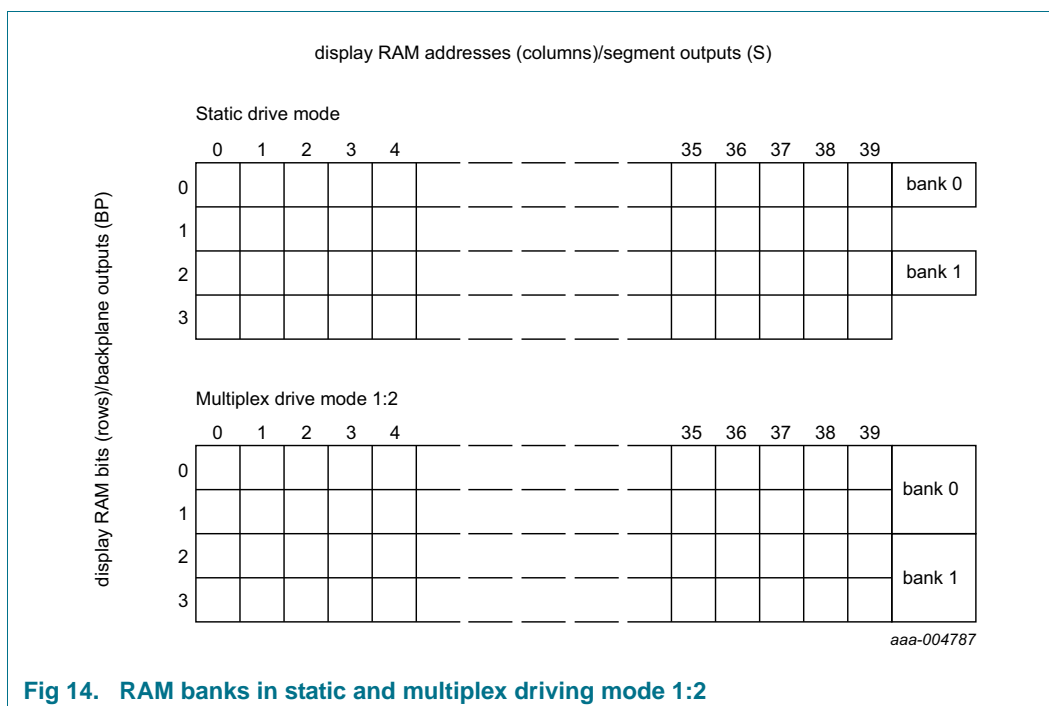 display RAM addresses (columns)/segment outputs (S)
display RAM bits (rows)/backplane outputs (BP)
Static drive mode
0 1 2 3 4 35 36 37 38 39
0 bank 0
1
2 bank 1
3
Multiplex drive mode 1:2
0 1 2 3 4 35 36 37 38 39
0
bank 0
1
2
bank 1
3
aaa-004787
Fig 14. RAM banks in static and multiplex driving mode 1:2